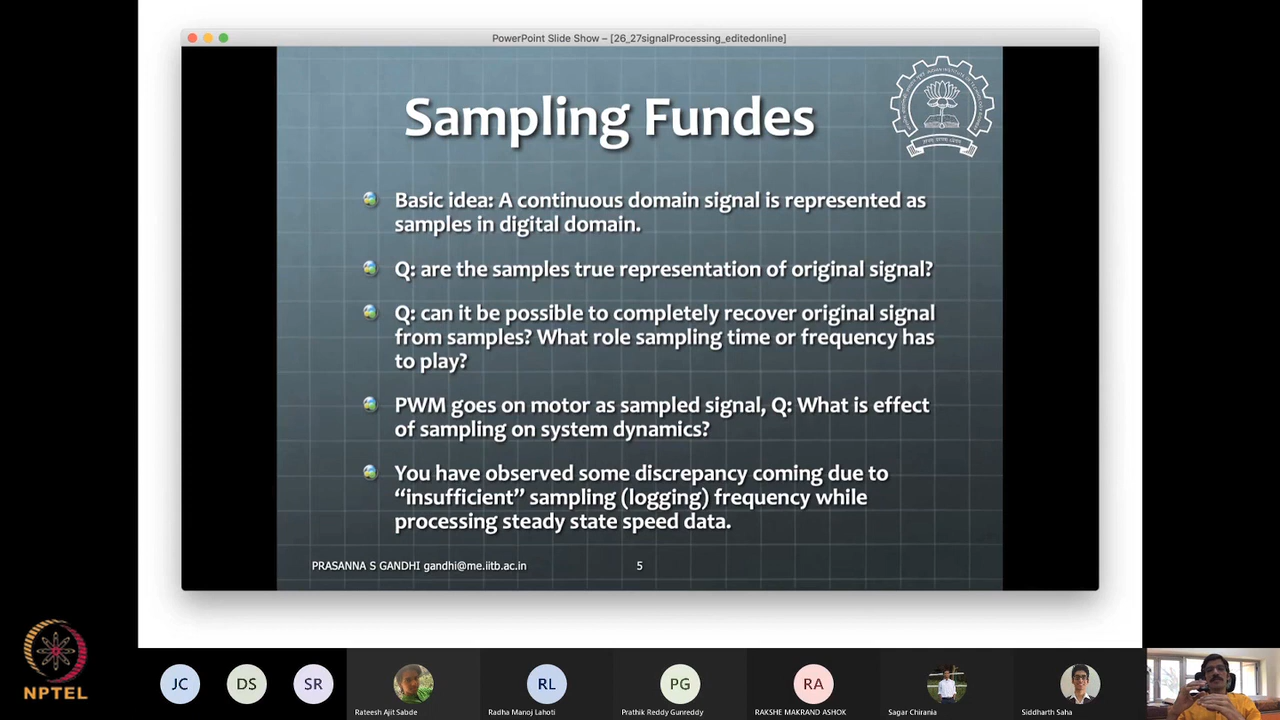 PowerPoint Slide Show – [26_27signalProcessing_editedonline]
Sampling Fundes
Basic idea: A continuous domain signal is represented as
samples in digital domain.
Q: are the samples true representation of original signal?
Q: can it be possible to completely recover original signal
from samples? What role sampling time or frequency has
to play?
PWM goes on motor as sampled signal, Q: What is effect
of sampling on system dynamics?
You have observed some discrepancy coming due to
“insufficient” sampling (logging) frequency while
processing steady state speed data.
PRASANNA S GANDHI gandhi@me.iitb.ac.in 5
NPTEL
JC DS SR RL PG RA
Rateesh Ajit Sabde Radha Manoj Lahoti Prathik Reddy Gunreddy RAKSHE MAKRAND ASHOK Sagar Chirania Siddharth Saha